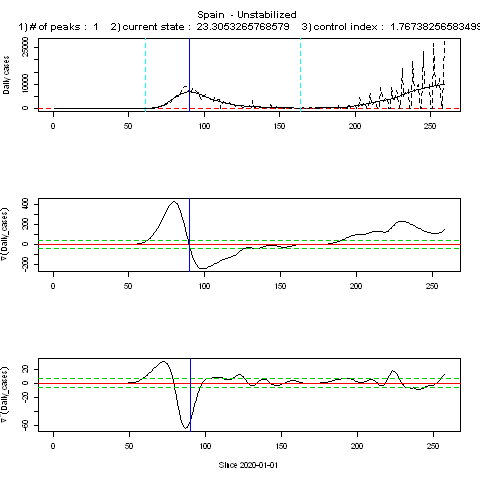 Spain - Unstabilized
1) # of peaks : 1 2) current state : 23.3053265768579 3) control index : 1.76738256583499
Daily cases
0 10000 25000
0 50 100 150 200 250
∇(Daily_cases)
-200 0 200 400
0 50 100 150 200 250
∇²(Daily_cases)
-60 -20 0 20
0 50 100 150 200 250
Since 2020-01-01